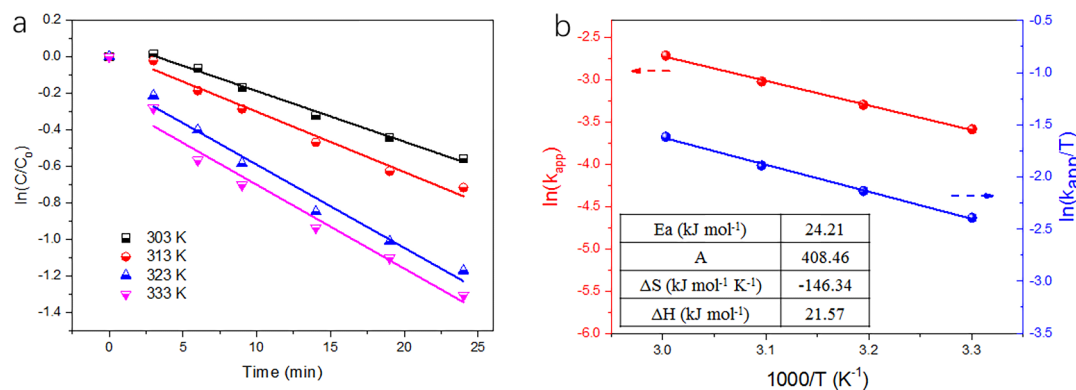 a
ln(C/C₀)
0.2
0.0
-0.2
-0.4
-0.6
-0.8
-1.0
-1.2
-1.4
303 K
313 K
323 K
333 K
0 5 10 15 20 25
Time (min)
b
ln(kapp)
-2.5
-3.0
-3.5
-4.0
-4.5
-5.0
-5.5
-6.0
Ea (kJ mol⁻¹) 24.21
A 408.46
ΔS (kJ mol⁻¹ K⁻¹) -146.34
ΔH (kJ mol⁻¹) 21.57
3.0 3.1 3.2 3.3
1000/T (K⁻¹)
-0.5
-1.0
-1.5
-2.0
-2.5
-3.0
-3.5
ln(kapp/T)